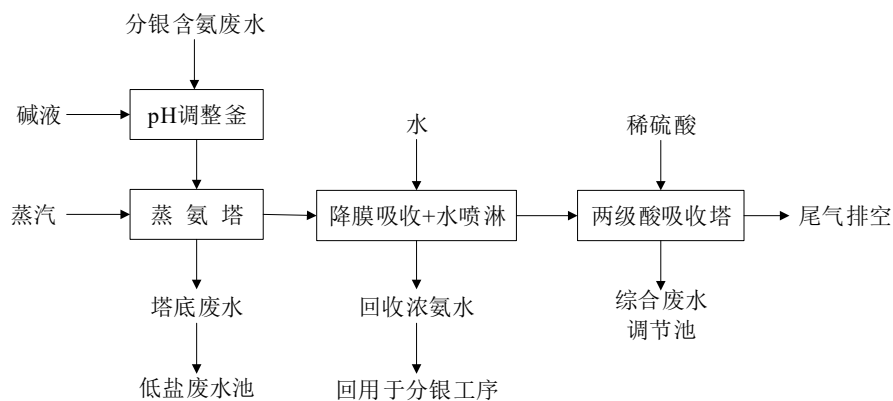 分银含氨废水
碱液
pH调整釜
水
稀硫酸
蒸汽
蒸 氨 塔
降膜吸收+水喷淋
两级酸吸收塔
尾气排空
塔底废水
回收浓氨水
综合废水
调节池
低盐废水池
回用于分银工序